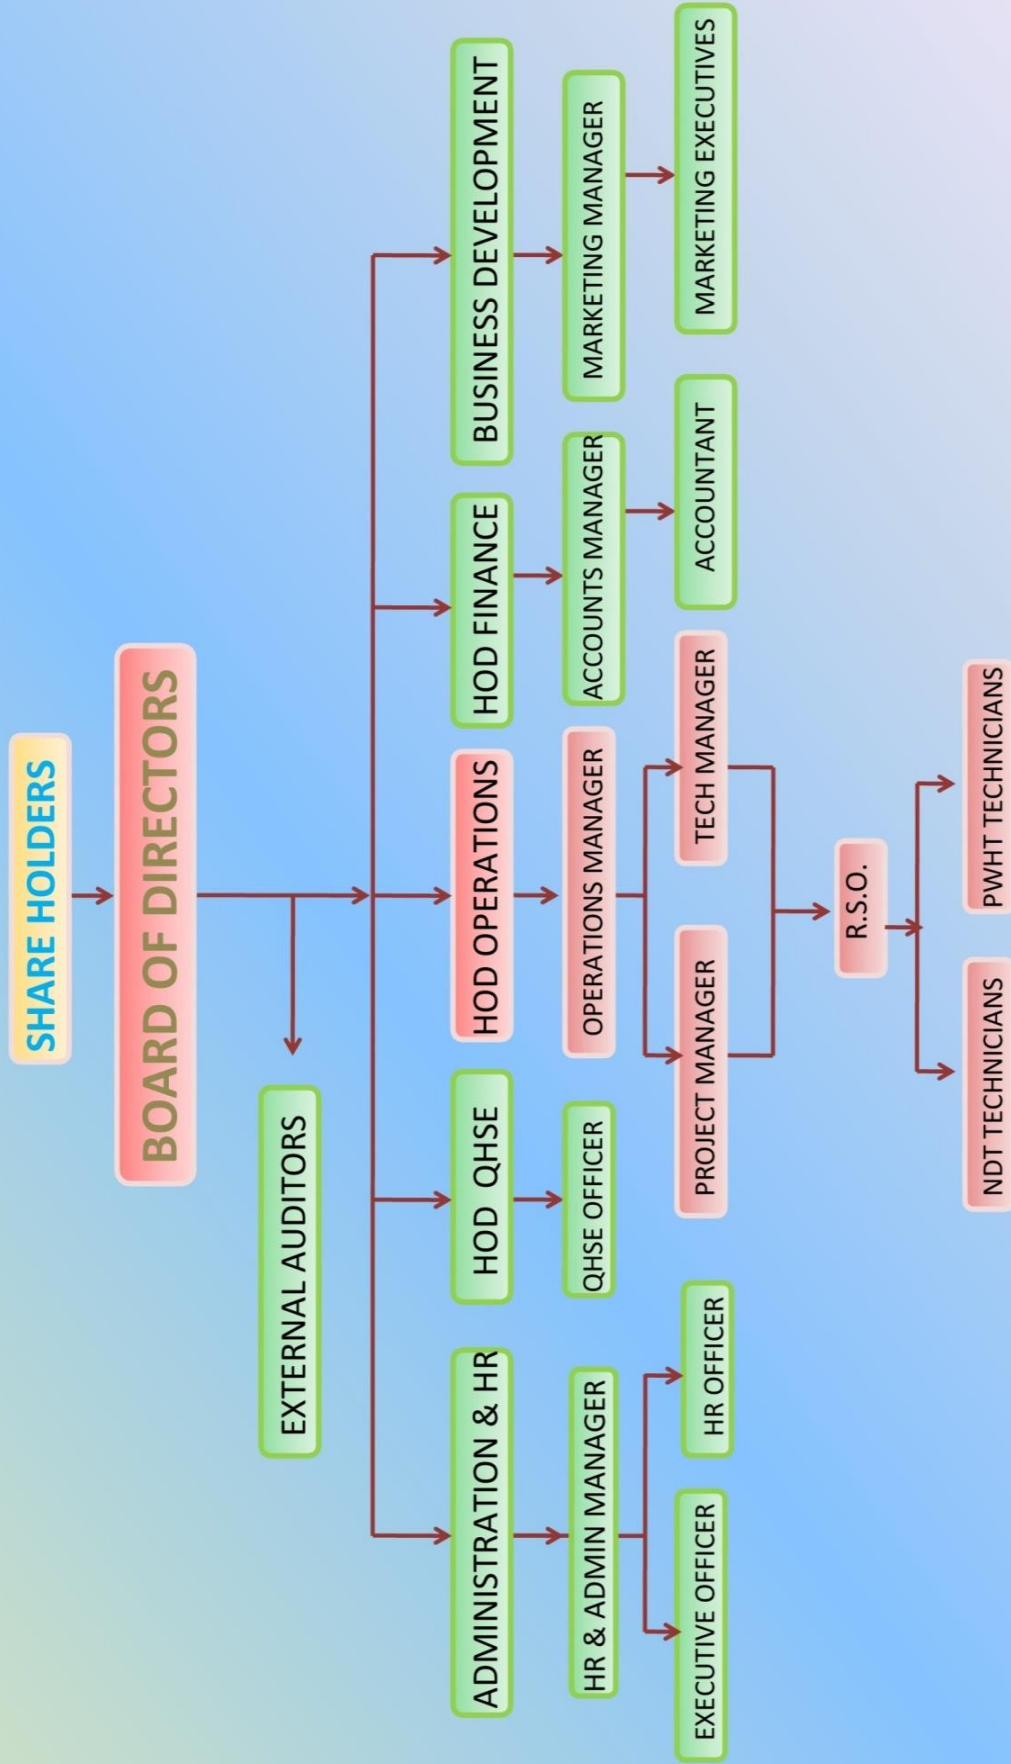 SHARE HOLDERS
BOARD OF DIRECTORS
EXTERNAL AUDITORS
ADMINISTRATION & HR
HOD QHSE
HOD OPERATIONS
HOD FINANCE
BUSINESS DEVELOPMENT
HR & ADMIN MANAGER
QHSE OFFICER
OPERATIONS MANAGER
ACCOUNTS MANAGER
MARKETING MANAGER
EXECUTIVE OFFICER
HR OFFICER
PROJECT MANAGER
TECH MANAGER
ACCOUNTANT
MARKETING EXECUTIVES
R.S.O.
NDT TECHNICIANS
PWHT TECHNICIANS